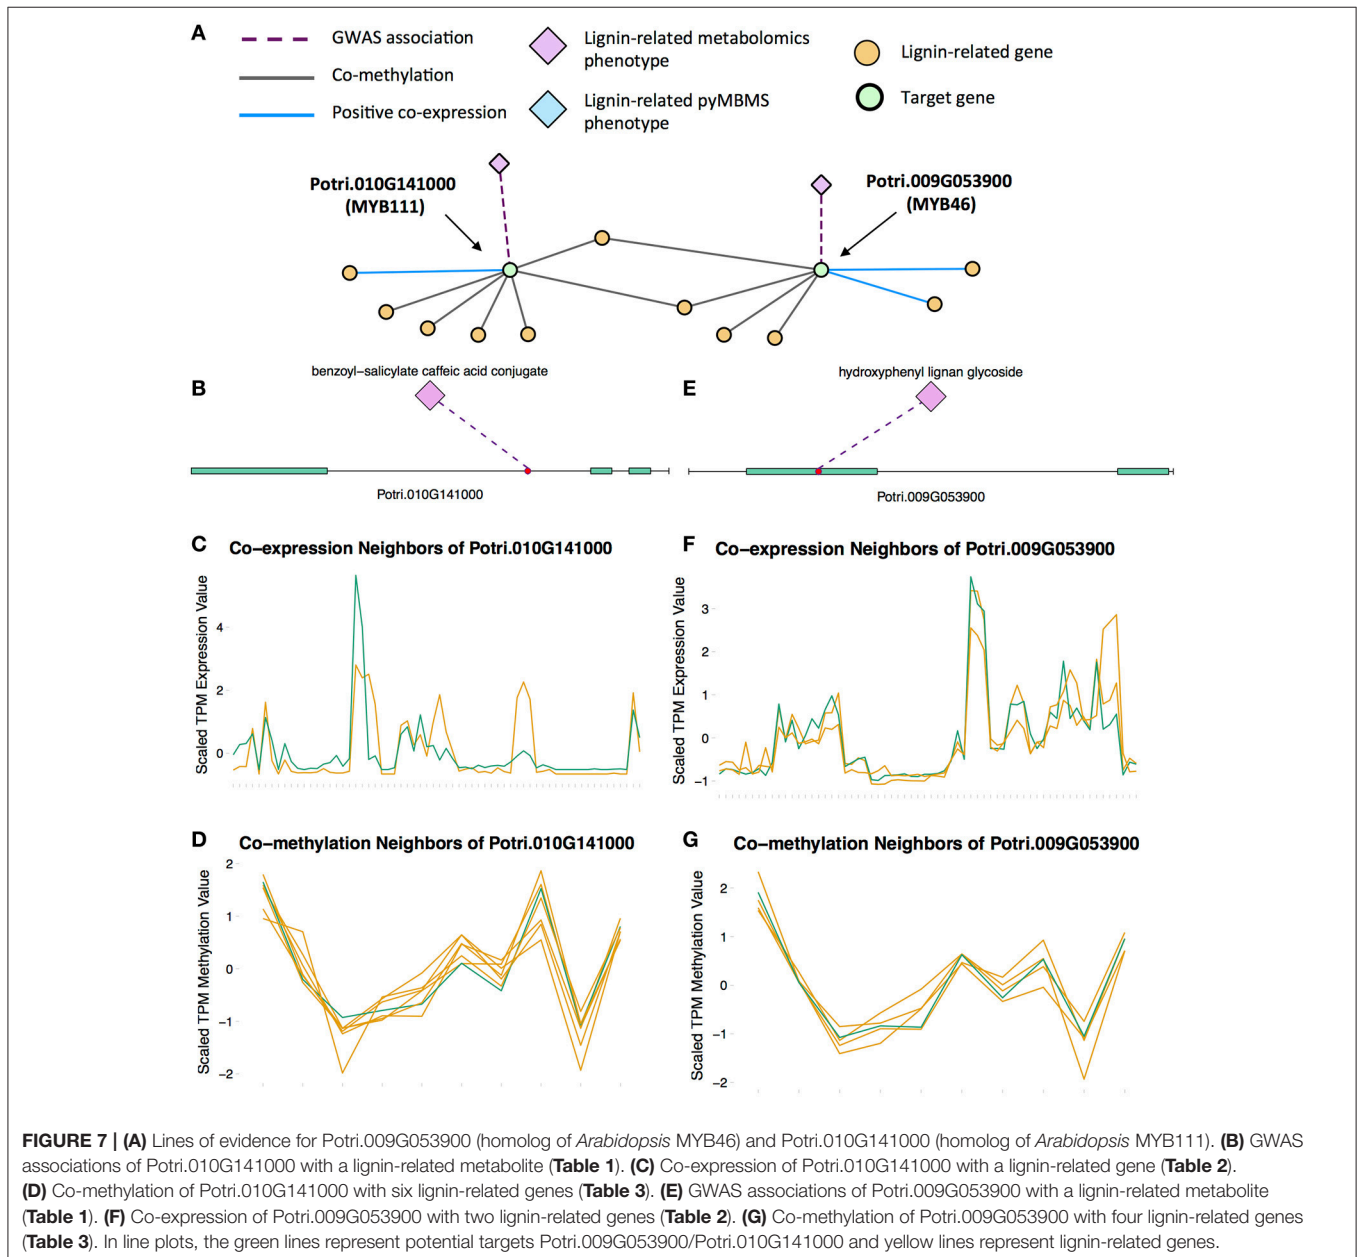 A
GWAS association
Co-methylation
Positive co-expression
Lignin-related metabolomics
phenotype
Lignin-related pyMBMS
phenotype
Lignin-related gene
Target gene
Potri.010G141000
(MYB111)
Potri.009G053900
(MYB46)
B
benzoyl-salicylate caffeic acid conjugate
Potri.010G141000
E
hydroxyphenyl lignan glycoside
Potri.009G053900
C
Co-expression Neighbors of Potri.010G141000
Scaled TPM Expression Value
4
2
0
F
Co-expression Neighbors of Potri.009G053900
Scaled TPM Expression Value
3
2
1
0
-1
D
Co-methylation Neighbors of Potri.010G141000
Scaled TPM Methylation Value
2
1
0
-1
-2
G
Co-methylation Neighbors of Potri.009G053900
Scaled TPM Methylation Value
2
1
0
-1
-2
FIGURE 7 | (A) Lines of evidence for Potri.009G053900 (homolog of Arabidopsis MYB46) and Potri.010G141000 (homolog of Arabidopsis MYB111). (B) GWAS
associations of Potri.010G141000 with a lignin-related metabolite (Table 1). (C) Co-expression of Potri.010G141000 with a lignin-related gene (Table 2).
(D) Co-methylation of Potri.010G141000 with six lignin-related genes (Table 3). (E) GWAS associations of Potri.009G053900 with a lignin-related metabolite
(Table 1). (F) Co-expression of Potri.009G053900 with two lignin-related genes (Table 2). (G) Co-methylation of Potri.009G053900 with four lignin-related genes
(Table 3). In line plots, the green lines represent potential targets Potri.009G053900/Potri.010G141000 and yellow lines represent lignin-related genes.